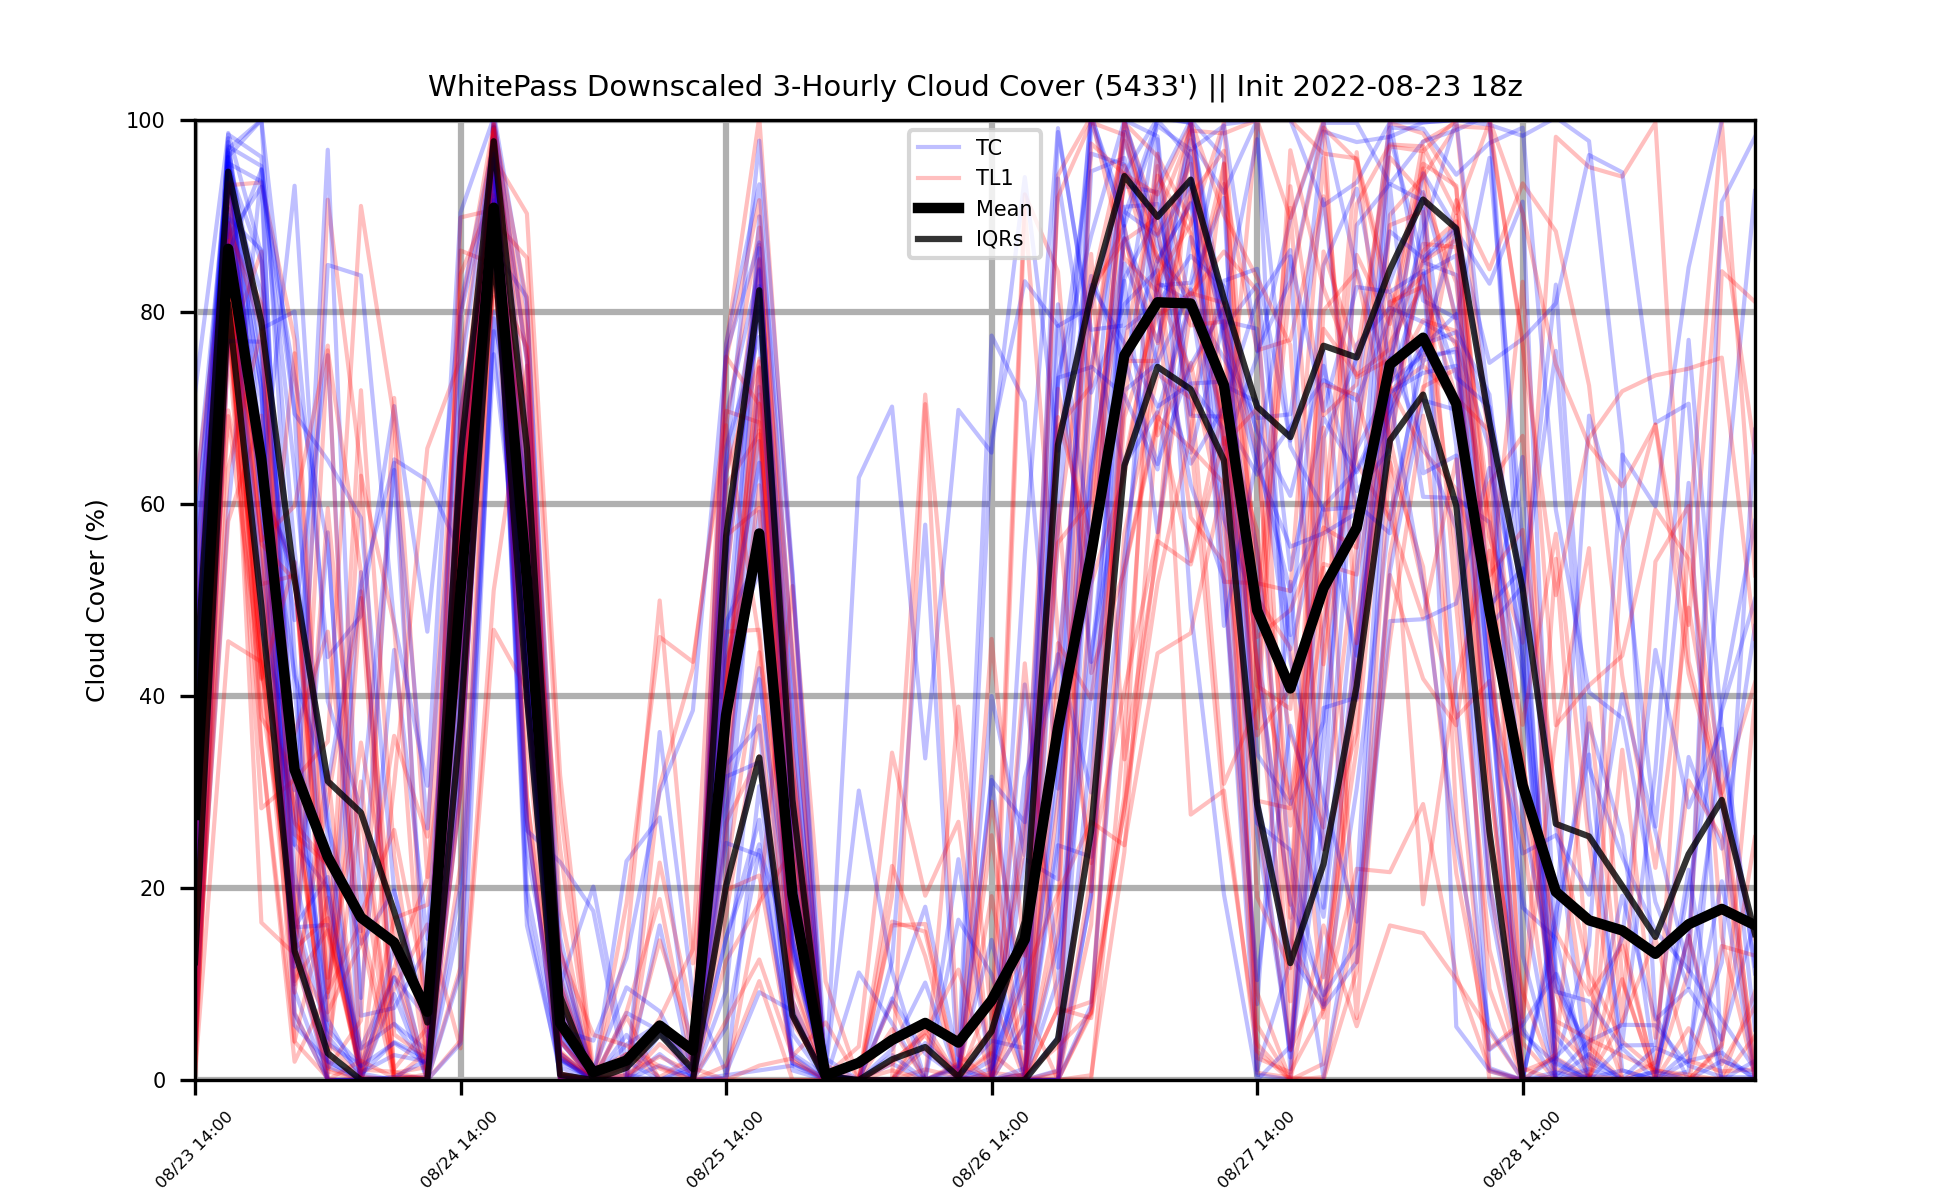 WhitePass Downscaled 3-Hourly Cloud Cover (5433') || Init 2022-08-23 18z
TC
TL1
Mean
IQRs
Cloud Cover (%)
100
80
60
40
20
0
08/23 14:00
08/24 14:00
08/25 14:00
08/26 14:00
08/27 14:00
08/28 14:00